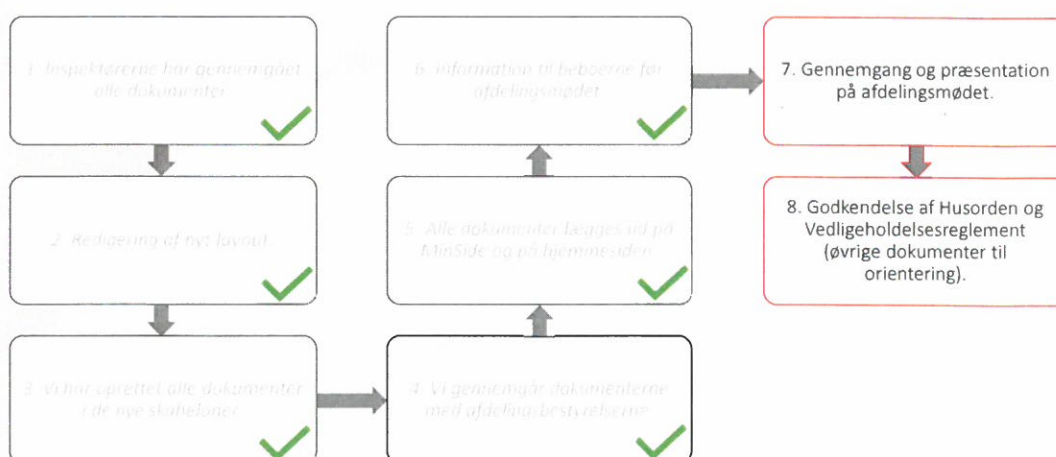 1. Inspektørerne har gennemgået
alle dokumenter
2. Redigering af nyt layout
3. Vi har oprettet alle dokumenter
i de nye skabeloner
4. Vi gennemgår dokumenterne
med afdelingsbestyrelserne
5. Alle dokumenter lægges ud på
MinSide og på hjemmesiden
6. Information til beboerne før
afdelingsmødet
7. Gennemgang og præsentation
på afdelingsmødet.
8. Godkendelse af Husorden og
Vedligeholdelsesreglement
(øvrige dokumenter til
orientering).